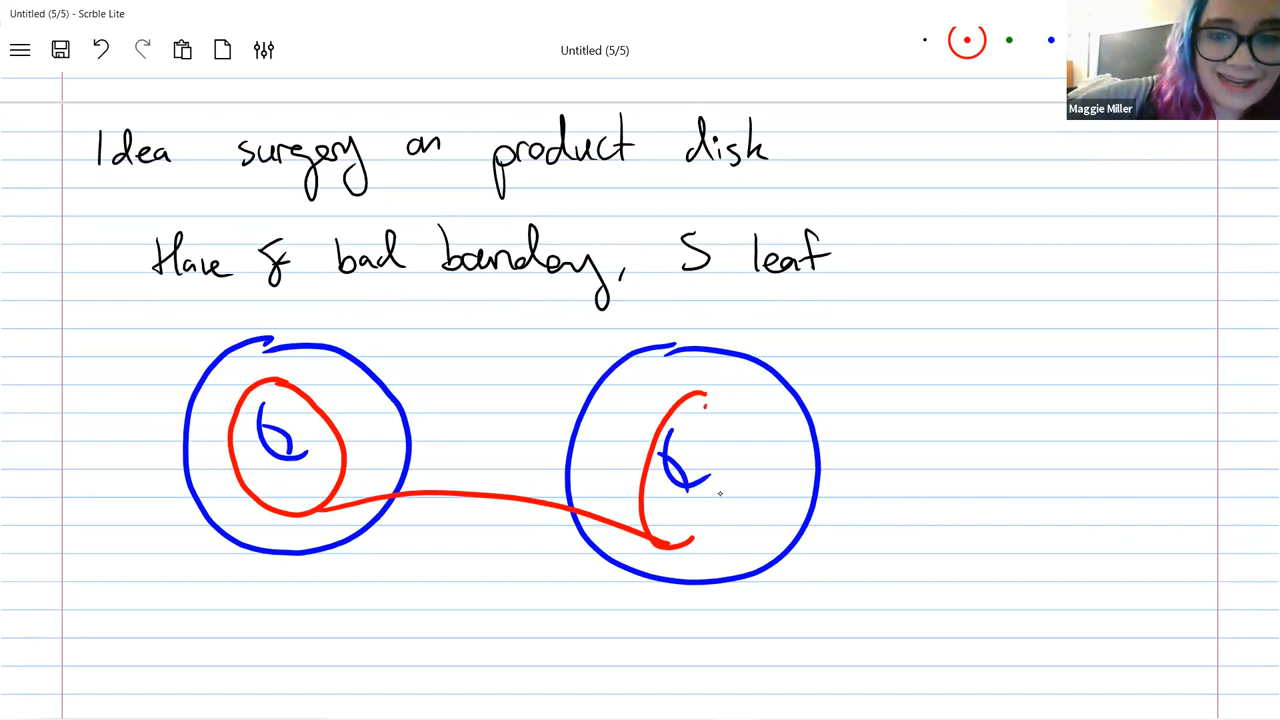 Untitled (5/5) - Scrble Lite
Untitled (5/5)
Maggie Miller
Idea surgery on product disk
Have F bad boundary, S leaf